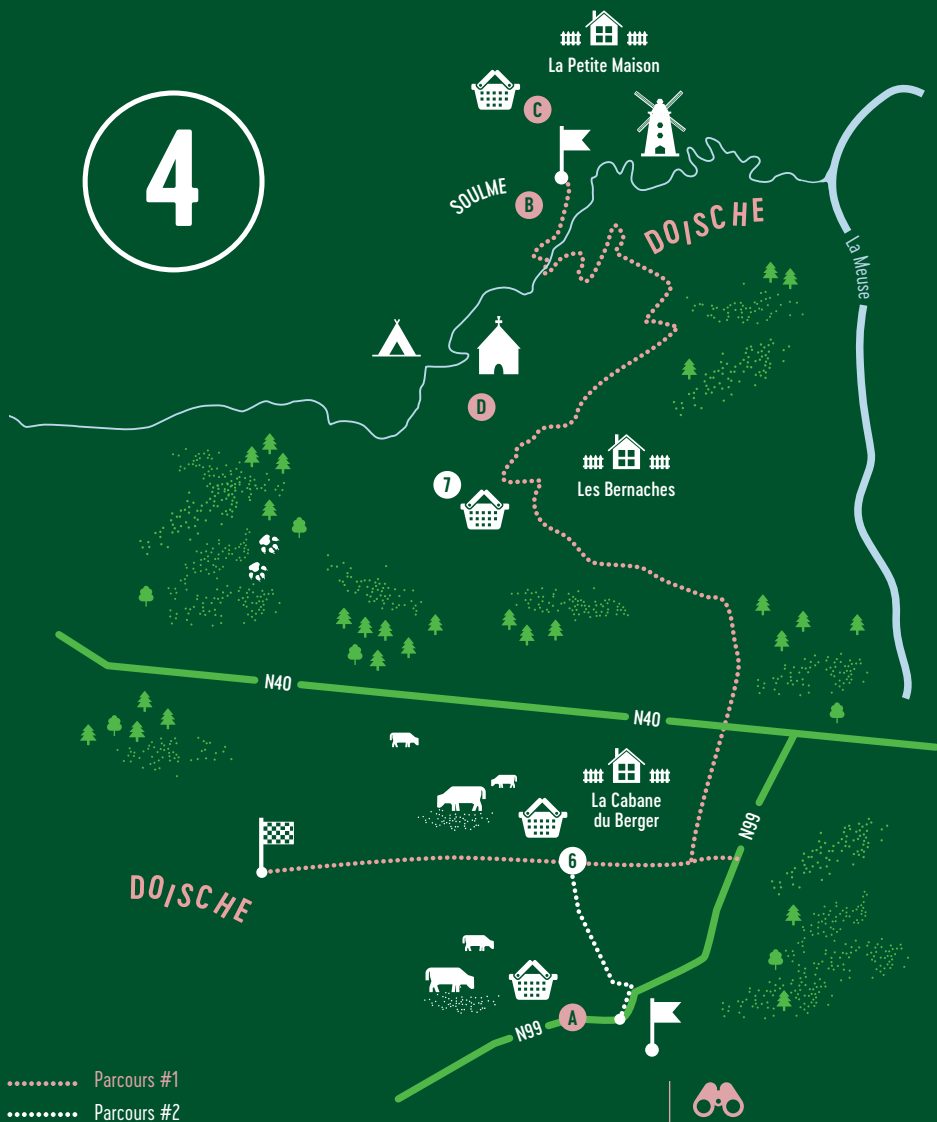 La Petite Maison
4
C
SOULME
B
DOISCHE
La Meuse
D
7
Les Bernaches
N40
N40
La Cabane
du Berger
N99
6
DOISCHE
A
N99
Parcours #1
Parcours #2